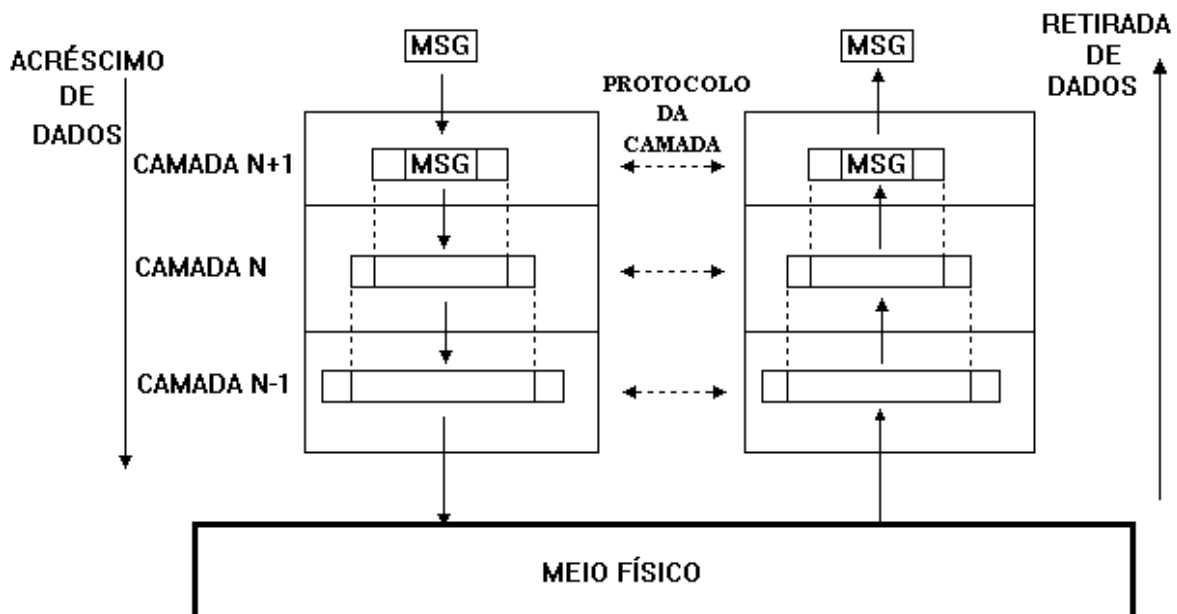 MSG
MSG
RETIRADA
DE
DADOS
ACRÉSCIMO
DE
DADOS
PROTOCOLO
DA
CAMADA
CAMADA N+1
MSG
MSG
CAMADA N
CAMADA N-1
MEIO FÍSICO